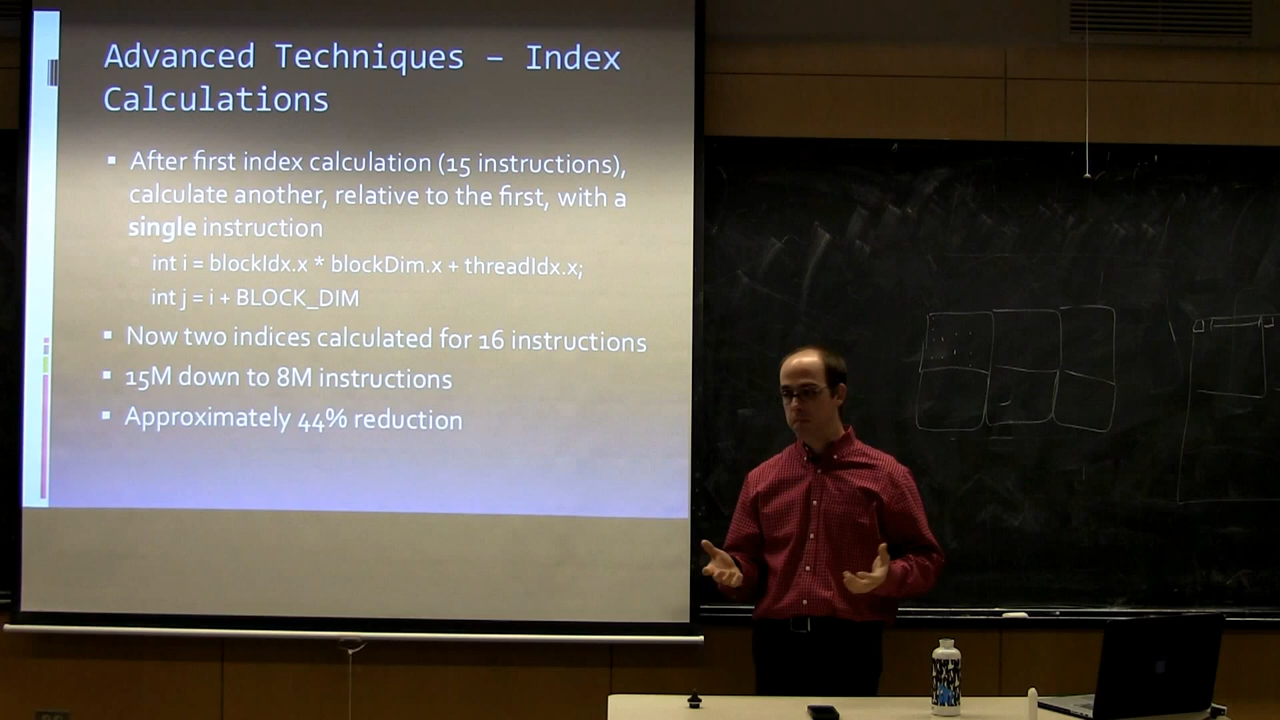 Advanced Techniques – Index
Calculations
▪ After first index calculation (15 instructions),
calculate another, relative to the first, with a
single instruction
int i = blockIdx.x * blockDim.x + threadIdx.x;
int j = i + BLOCK_DIM
▪ Now two indices calculated for 16 instructions
▪ 15M down to 8M instructions
▪ Approximately 44% reduction